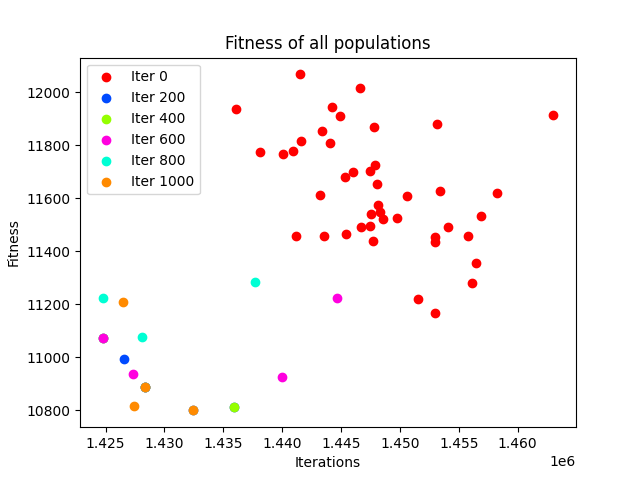 Fitness of all populations
Iter 0
Iter 200
Iter 400
Iter 600
Iter 800
Iter 1000
12000
11800
11600
11400
11200
11000
10800
Fitness
1.425 1.430 1.435 1.440 1.445 1.450 1.455 1.460
Iterations
1e6